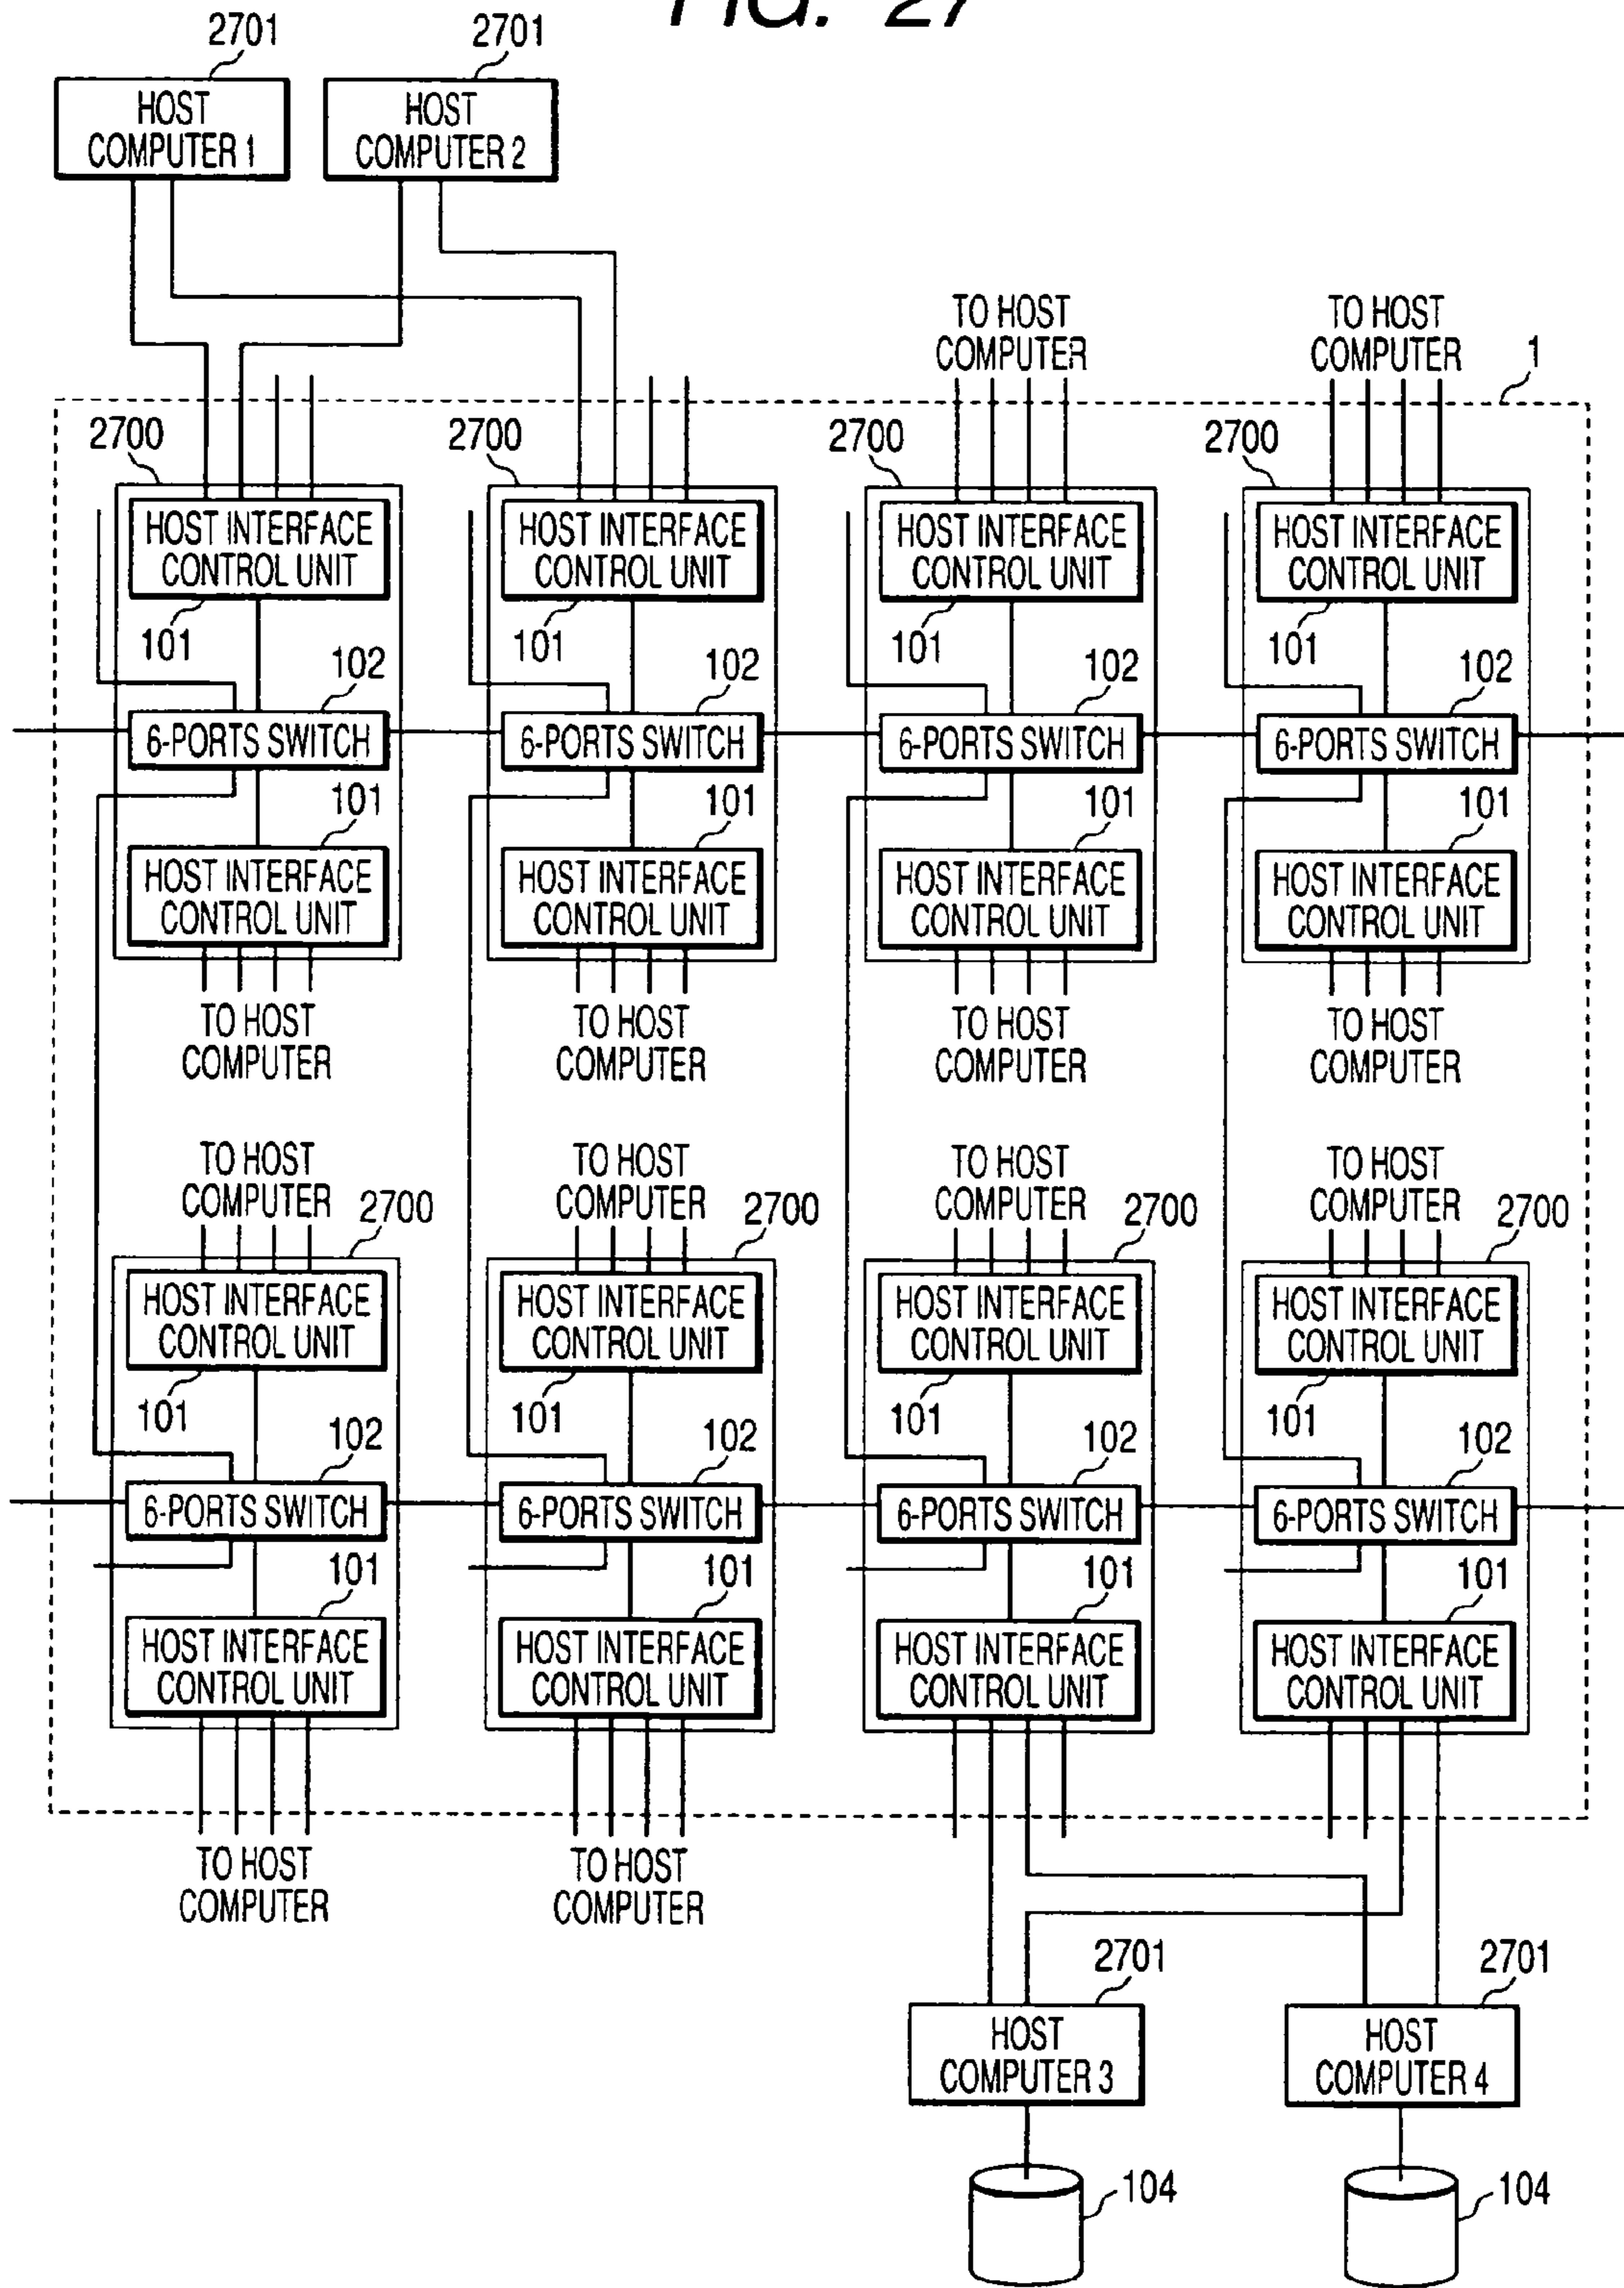 FIG. 27
2701
2701
HOST
COMPUTER 1
HOST
COMPUTER 2
TO HOST
COMPUTER
TO HOST
COMPUTER
1
2700
2700
2700
2700
HOST INTERFACE
CONTROL UNIT
HOST INTERFACE
CONTROL UNIT
HOST INTERFACE
CONTROL UNIT
HOST INTERFACE
CONTROL UNIT
101
101
101
101
102
102
102
102
6-PORTS SWITCH
6-PORTS SWITCH
6-PORTS SWITCH
6-PORTS SWITCH
101
101
101
101
HOST INTERFACE
CONTROL UNIT
HOST INTERFACE
CONTROL UNIT
HOST INTERFACE
CONTROL UNIT
HOST INTERFACE
CONTROL UNIT
TO HOST
COMPUTER
TO HOST
COMPUTER
TO HOST
COMPUTER
TO HOST
COMPUTER
TO HOST
COMPUTER
TO HOST
COMPUTER
TO HOST
COMPUTER
TO HOST
COMPUTER
2700
2700
2700
2700
HOST INTERFACE
CONTROL UNIT
HOST INTERFACE
CONTROL UNIT
HOST INTERFACE
CONTROL UNIT
HOST INTERFACE
CONTROL UNIT
101
101
101
101
102
102
102
102
6-PORTS SWITCH
6-PORTS SWITCH
6-PORTS SWITCH
6-PORTS SWITCH
101
101
101
101
HOST INTERFACE
CONTROL UNIT
HOST INTERFACE
CONTROL UNIT
HOST INTERFACE
CONTROL UNIT
HOST INTERFACE
CONTROL UNIT
TO HOST
COMPUTER
TO HOST
COMPUTER
2701
2701
HOST
COMPUTER 3
HOST
COMPUTER 4
104
104